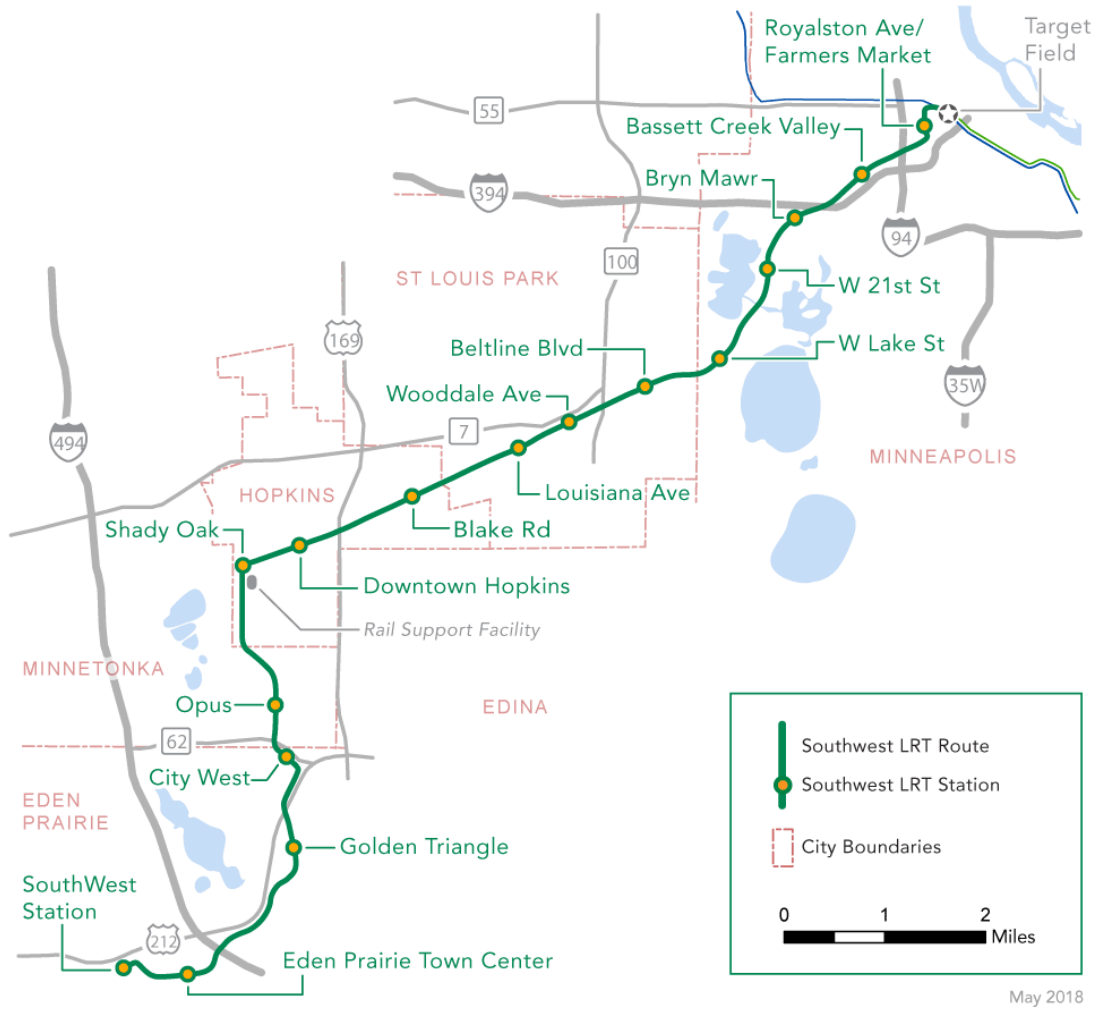 Royalston Ave/
Farmers Market
Target
Field
55
Bassett Creek Valley
Bryn Mawr
394
94
100
ST LOUIS PARK
W 21st St
169
Beltline Blvd
W Lake St
Wooddale Ave
35W
7
494
MINNEAPOLIS
HOPKINS
Louisiana Ave
Shady Oak
Blake Rd
Downtown Hopkins
Rail Support Facility
MINNETONKA
Opus
EDINA
62
City West
Southwest LRT Route
Southwest LRT Station
EDEN
PRAIRIE
Golden Triangle
City Boundaries
SouthWest
Station
0 1 2
Miles
212
Eden Prairie Town Center
May 2018